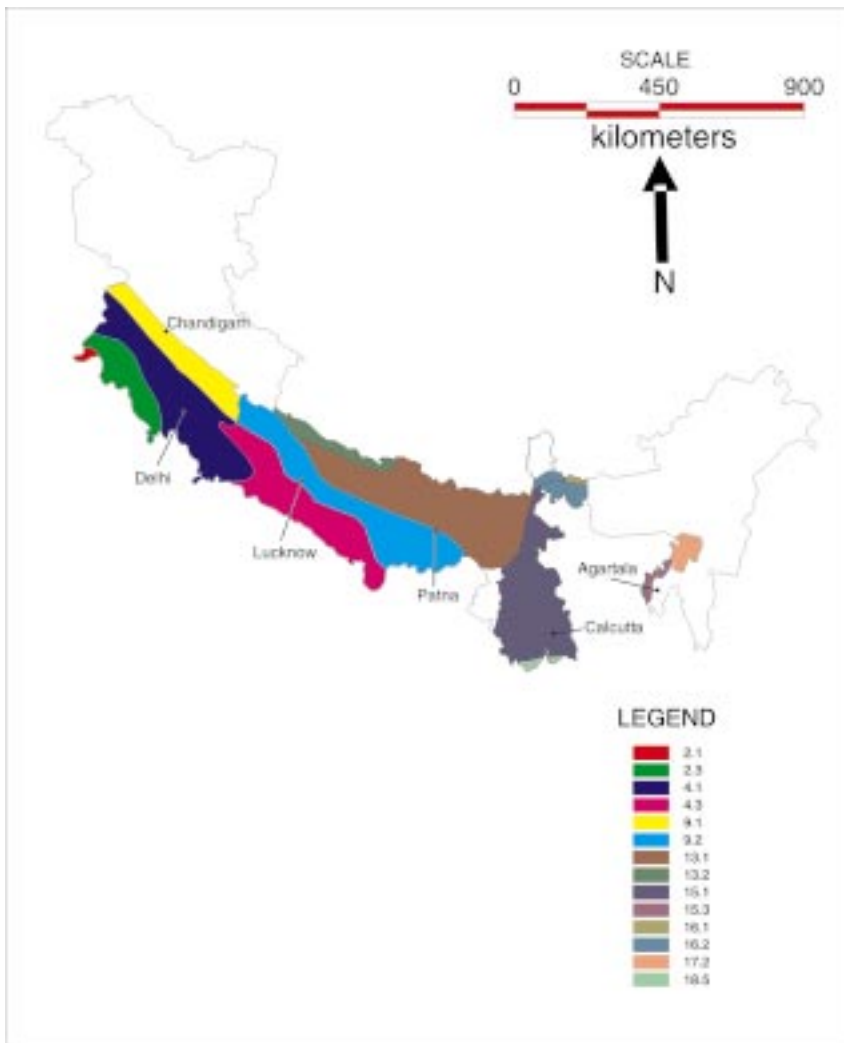 SCALE
0 450 900
kilometers
N
Chandigarh
Delhi
Lucknow
Patna
Agartala
Calcutta
LEGEND
2.1
2.3
4.1
4.3
9.1
9.2
13.1
13.2
15.1
15.3
16.1
16.2
17.2
18.5